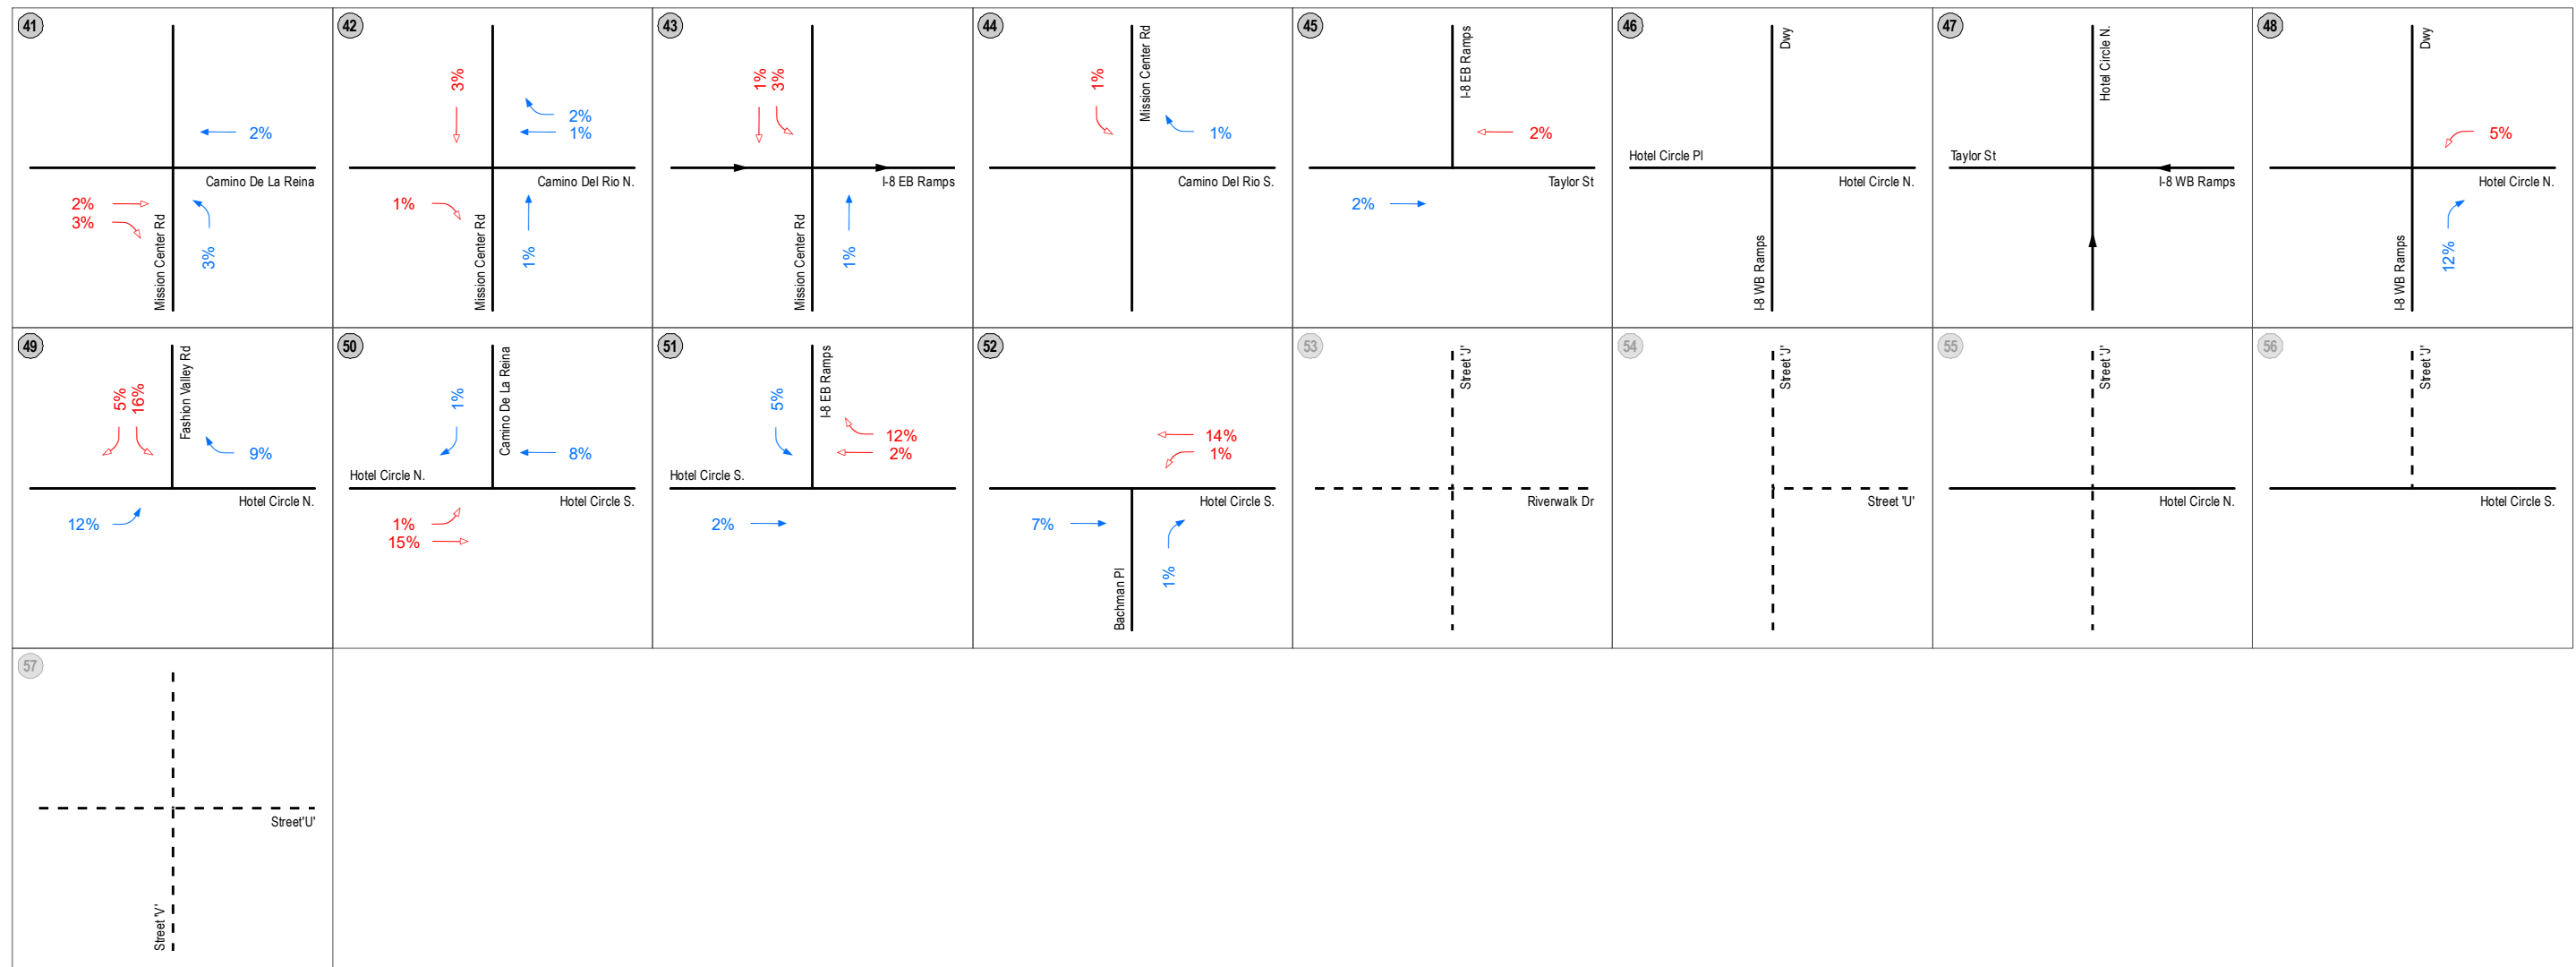 41
2%
Camino De La Reina
2%
3%
3%
Mission Center Rd
42
3%
2%
1%
Camino Del Rio N.
1%
1%
Mission Center Rd
43
1%
3%
I-8 EB Ramps
1%
Mission Center Rd
44
1%
Mission Center Rd
1%
Camino Del Rio S.
45
I-8 EB Ramps
2%
Taylor St
2%
46
Dwy
Hotel Circle Pl
Hotel Circle N.
I-8 WB Ramps
47
Hotel Circle N.
Taylor St
I-8 WB Ramps
48
Dwy
5%
Hotel Circle N.
12%
I-8 WB Ramps
49
5%
16%
Fashion Valley Rd
9%
Hotel Circle N.
12%
50
1%
Camino De La Reina
8%
Hotel Circle N.
Hotel Circle S.
1%
15%
51
5%
I-8 EB Ramps
12%
2%
Hotel Circle S.
2%
52
14%
1%
Hotel Circle S.
7%
1%
Bachman Pl
53
Street 'J'
Riverwalk Dr
54
Street 'J'
Street 'U'
55
Street 'J'
Hotel Circle N.
56
Street 'J'
Hotel Circle S.
57
Street'U'
Street 'V'